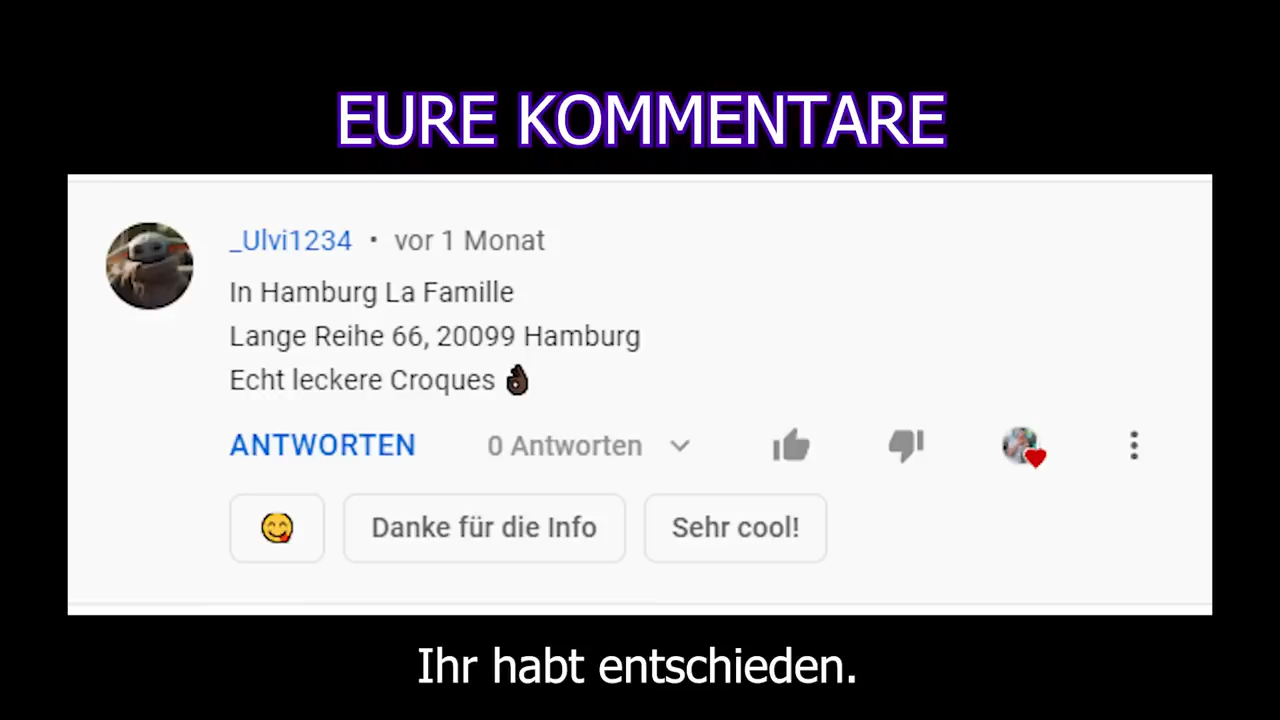 EURE KOMMENTARE
_Ulvi1234 • vor 1 Monat
In Hamburg La Famille
Lange Reihe 66, 20099 Hamburg
Echt leckere Croques 👌🏿
ANTWORTEN 0 Antworten
😋 Danke für die Info Sehr cool!
Ihr habt entschieden.